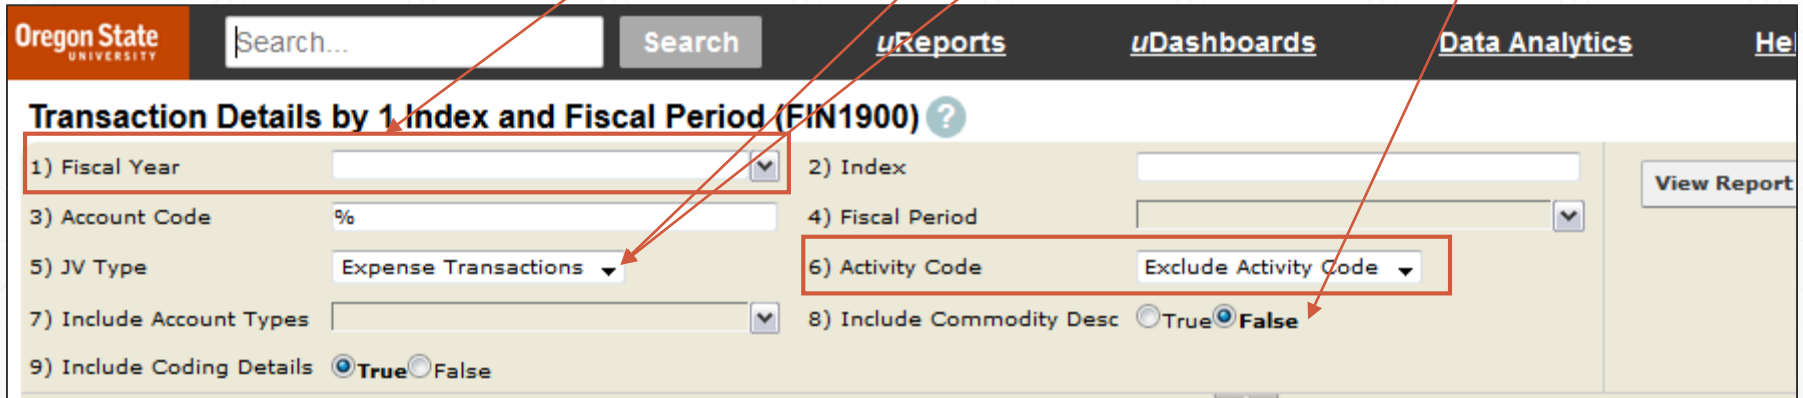 Oregon State
UNIVERSITY
Search...
Search
uReports
uDashboards
Data Analytics
Hel
Transaction Details by 1 Index and Fiscal Period (FIN1900) ?
1) Fiscal Year
2) Index
View Report
3) Account Code %
4) Fiscal Period
5) JV Type Expense Transactions
6) Activity Code Exclude Activity Code
7) Include Account Types
8) Include Commodity Desc True False
9) Include Coding Details True False